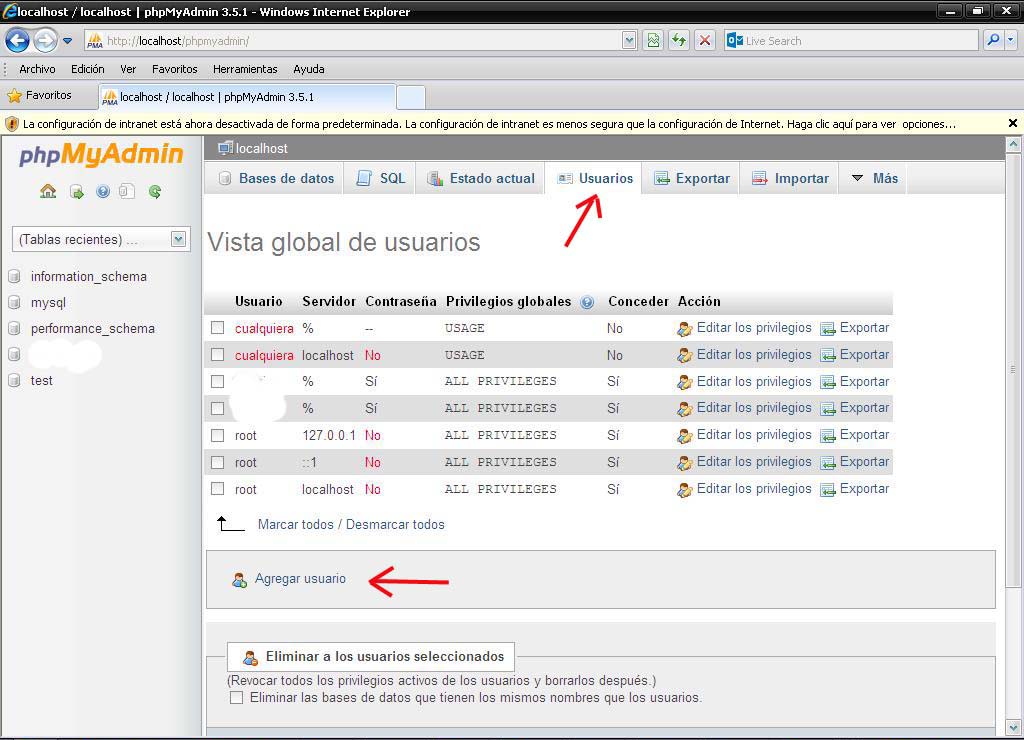 localhost / localhost | phpMyAdmin 3.5.1 - Windows Internet Explorer
PMA http://localhost/phpmyadmin/ Live Search
Archivo Edición Ver Favoritos Herramientas Ayuda
Favoritos PMA localhost / localhost | phpMyAdmin 3.5.1
La configuración de intranet está ahora desactivada de forma predeterminada. La configuración de intranet es menos segura que la configuración de Internet. Haga clic aquí para ver opciones...
phpMyAdmin
(Tablas recientes) ...
information_schema
mysql
performance_schema
test
localhost
Bases de datos SQL Estado actual Usuarios Exportar Importar Más
Vista global de usuarios
Usuario Servidor Contraseña Privilegios globales Conceder Acción
cualquiera % -- USAGE No Editar los privilegios Exportar
cualquiera localhost No USAGE No Editar los privilegios Exportar
% Sí ALL PRIVILEGES Sí Editar los privilegios Exportar
% Sí ALL PRIVILEGES Sí Editar los privilegios Exportar
root 127.0.0.1 No ALL PRIVILEGES Sí Editar los privilegios Exportar
root ::1 No ALL PRIVILEGES Sí Editar los privilegios Exportar
root localhost No ALL PRIVILEGES Sí Editar los privilegios Exportar
Marcar todos / Desmarcar todos
Agregar usuario
Eliminar a los usuarios seleccionados
(Revocar todos los privilegios activos de los usuarios y borrarlos después.)
Eliminar las bases de datos que tienen los mismos nombres que los usuarios.